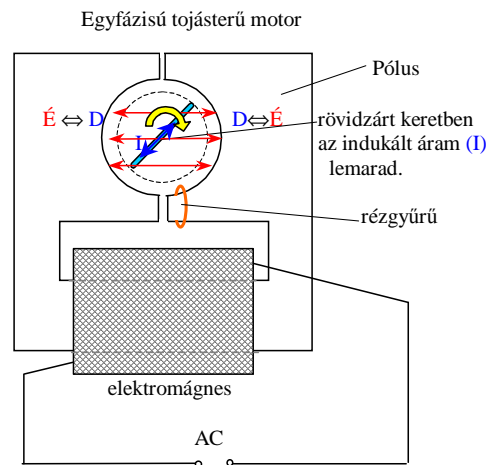 Egyfázisú tojásterű motor
Pólus
É ⇔ D
D⇔É
I
rövidzárt keretben
az indukált áram (I)
lemarad.
rézgyűrű
elektromágnes
AC